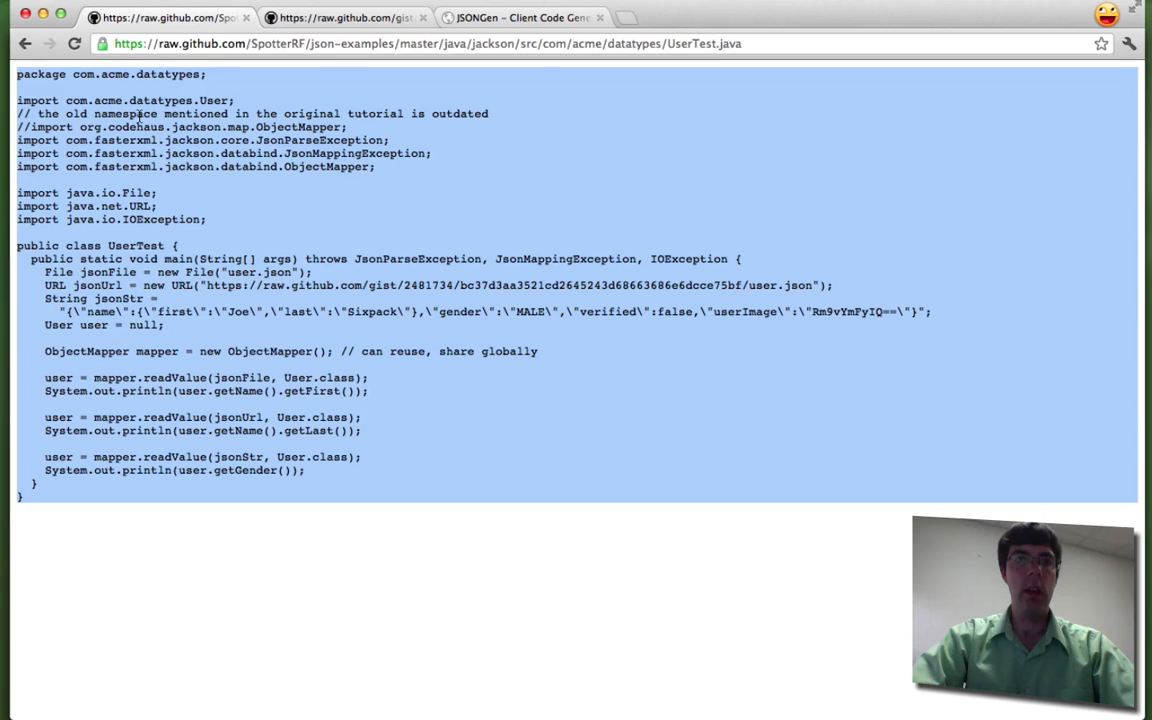 https://raw.github.com/Spo
https://raw.github.com/gis
JSONGen - Client Code Gene
https://raw.github.com/SpotterRF/json-examples/master/java/jackson/src/com/acme/datatypes/UserTest.java
package com.acme.datatypes;
import com.acme.datatypes.User;
// the old namespace mentioned in the original tutorial is outdated
//import org.codehaus.jackson.map.ObjectMapper;
import com.fasterxml.jackson.core.JsonParseException;
import com.fasterxml.jackson.databind.JsonMappingException;
import com.fasterxml.jackson.databind.ObjectMapper;
import java.io.File;
import java.net.URL;
import java.io.IOException;
public class UserTest {
public static void main(String[] args) throws JsonParseException, JsonMappingException, IOException {
File jsonFile = new File("user.json");
URL jsonUrl = new URL("https://raw.github.com/gist/2481734/bc37d3aa3521cd2645243d68663686e6dcce75bf/user.json");
String jsonStr =
"{\"name\":{\"first\":\"Joe\",\"last\":\"Sixpack\"},\"gender\":\"MALE\",\"verified\":false,\"userImage\":\"Rm9vYmFyIQ==\"}";
User user = null;
ObjectMapper mapper = new ObjectMapper(); // can reuse, share globally
user = mapper.readValue(jsonFile, User.class);
System.out.println(user.getName().getFirst());
user = mapper.readValue(jsonUrl, User.class);
System.out.println(user.getName().getLast());
user = mapper.readValue(jsonStr, User.class);
System.out.println(user.getGender());
}
}